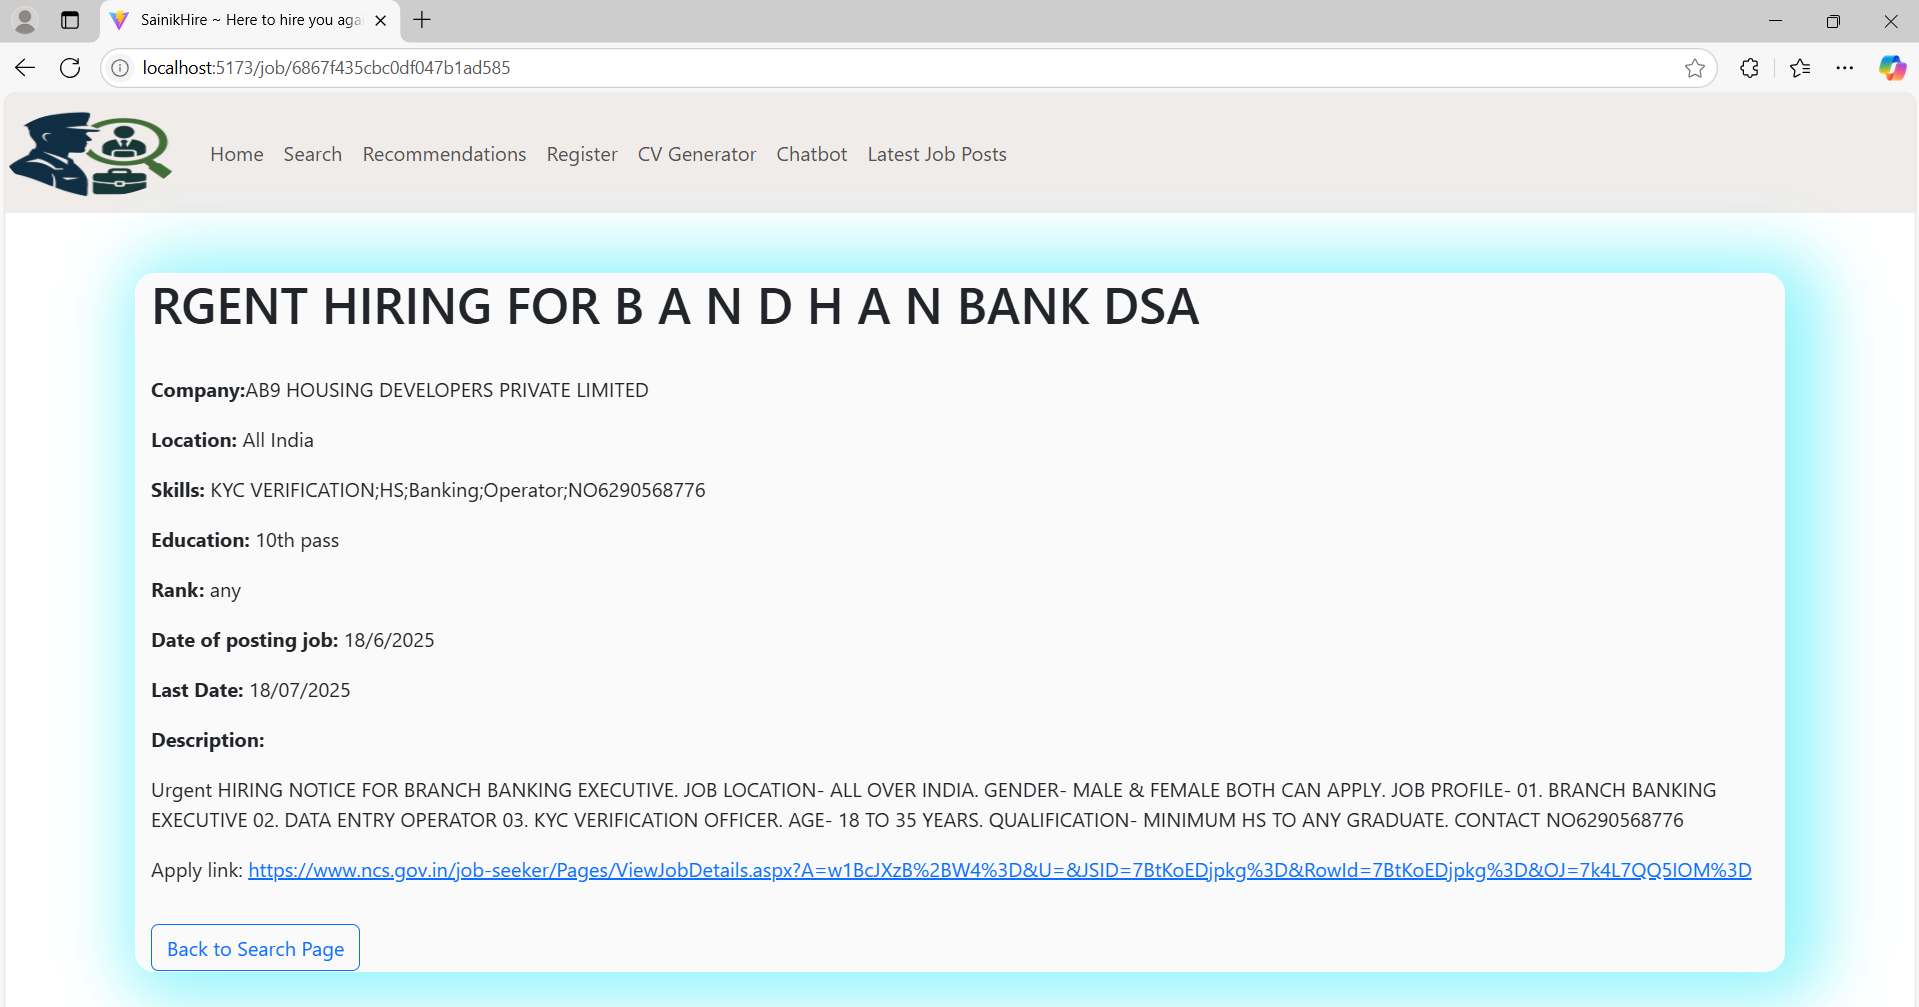 SainikHire ~ Here to hire you aga
localhost:5173/job/6867f435cbc0df047b1ad585
Home Search Recommendations Register CV Generator Chatbot Latest Job Posts
RGENT HIRING FOR B A N D H A N BANK DSA
Company:AB9 HOUSING DEVELOPERS PRIVATE LIMITED
Location: All India
Skills: KYC VERIFICATION;HS;Banking;Operator;NO6290568776
Education: 10th pass
Rank: any
Date of posting job: 18/6/2025
Last Date: 18/07/2025
Description:
Urgent HIRING NOTICE FOR BRANCH BANKING EXECUTIVE. JOB LOCATION- ALL OVER INDIA. GENDER- MALE & FEMALE BOTH CAN APPLY. JOB PROFILE- 01. BRANCH BANKING
EXECUTIVE 02. DATA ENTRY OPERATOR 03. KYC VERIFICATION OFFICER. AGE- 18 TO 35 YEARS. QUALIFICATION- MINIMUM HS TO ANY GRADUATE. CONTACT NO6290568776
Apply link: https://www.ncs.gov.in/job-seeker/Pages/ViewJobDetails.aspx?A=w1BcJXzB%2BW4%3D&U=&JSID=7BtKoEDjpkg%3D&RowId=7BtKoEDjpkg%3D&OJ=7k4L7QQ5IOM%3D
Back to Search Page